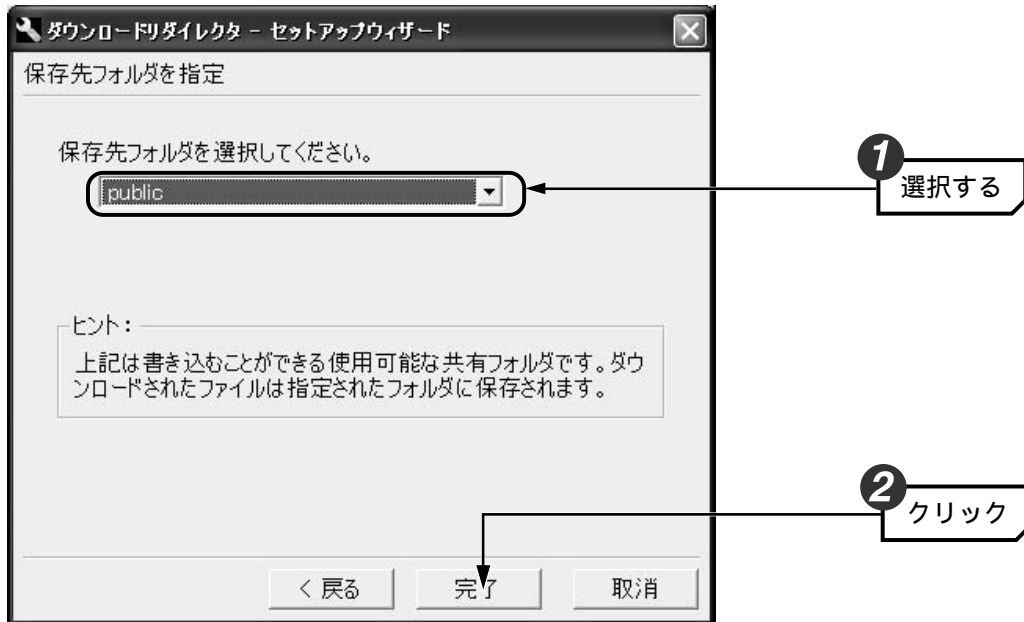 ダウンロードリダイレクタ - セットアップウィザード
保存先フォルダを指定
保存先フォルダを選択してください。
public
1
選択する
ヒント：
上記は書き込むことができる使用可能な共有フォルダです。ダウ
ンロードされたファイルは指定されたフォルダに保存されます。
2
クリック
< 戻る
完了
取消